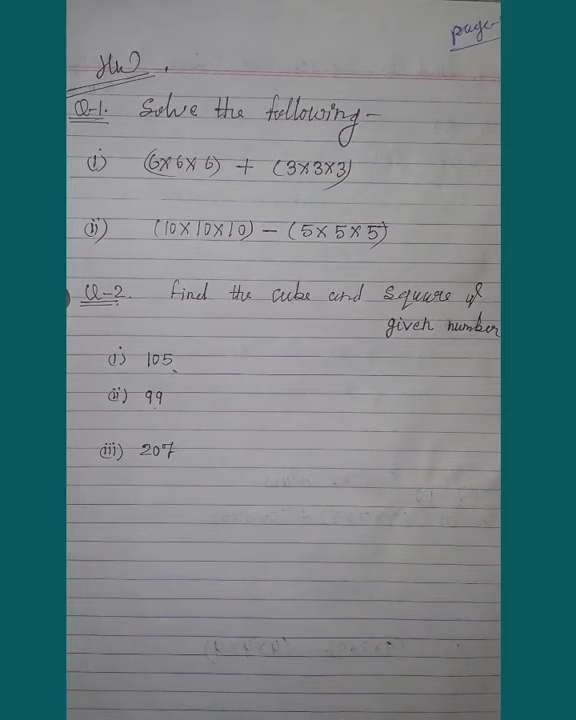 page-
HW.
Q-1. Solve the following-
(i) (6×6×6) + (3×3×3)
(ii) (10×10×10) - (5×5×5)
Q-2. find the cube and square of
given number
(i) 105
(ii) 99
(iii) 207